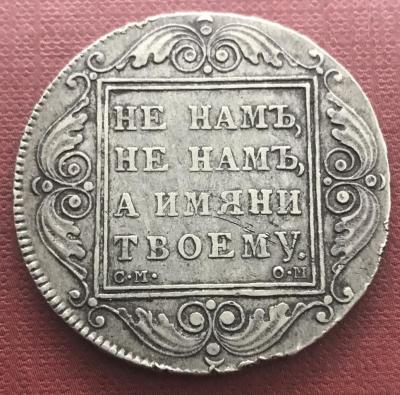 НЕ НАМЪ,
НЕ НАМЪ,
А ИМЯНИ
ТВОЕМУ.
С·М· О·М